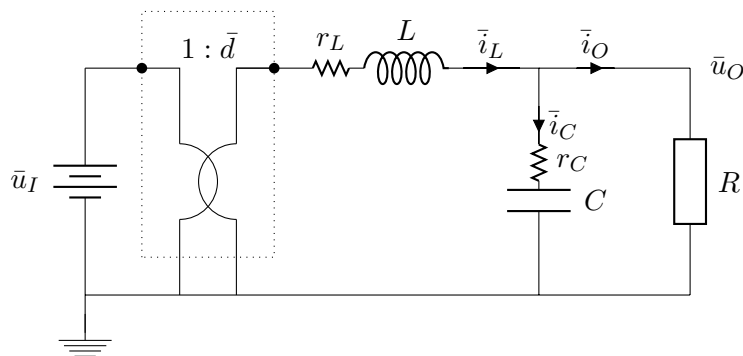 1 : d̄
r_L
L
ī_L
ī_O
ū_O
ū_I
ī_C
r_C
C
R